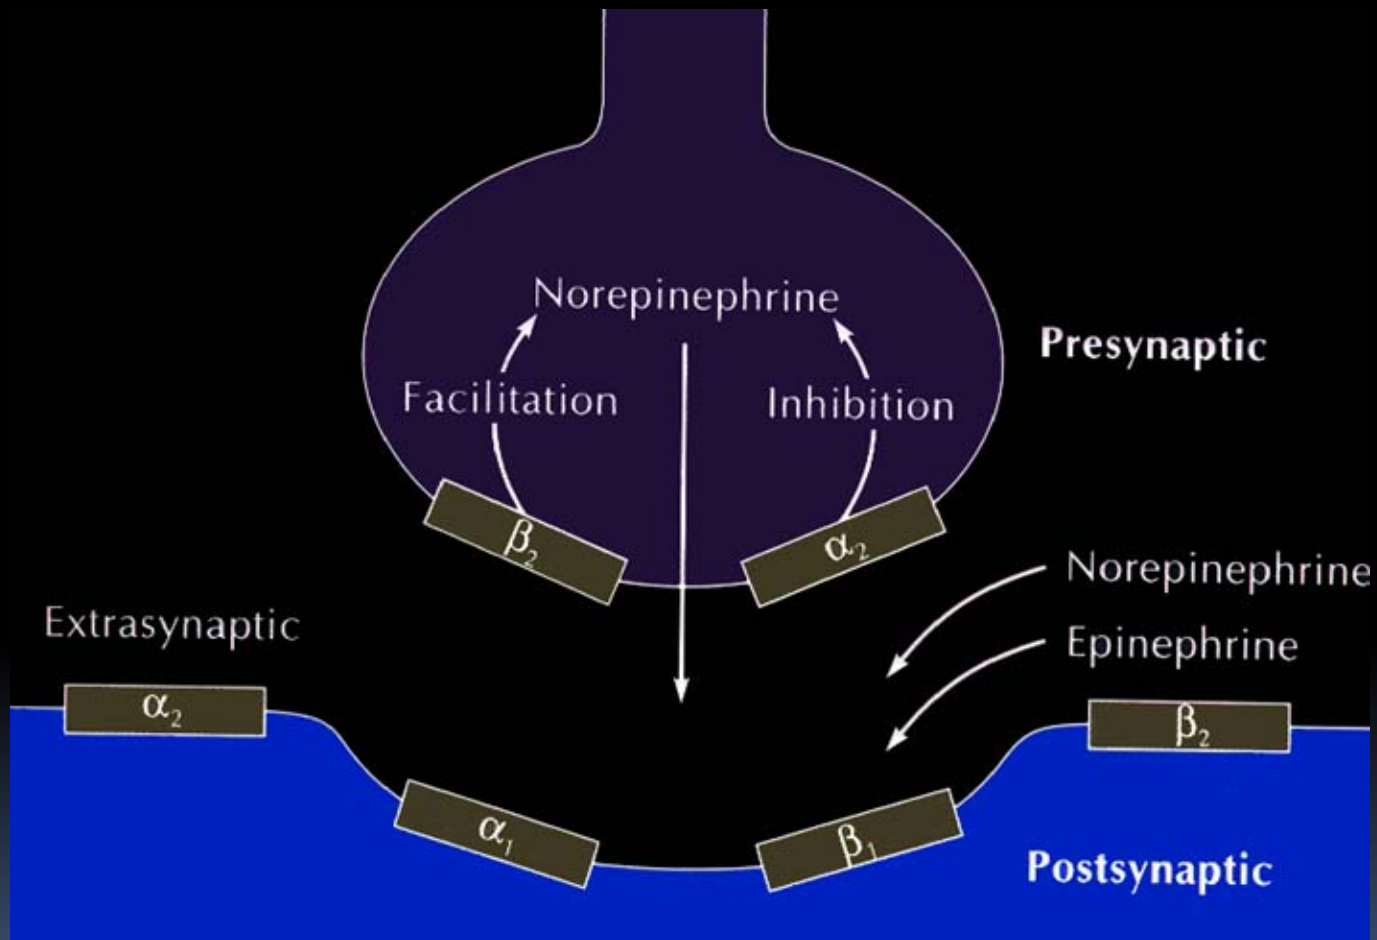 Norepinephrine
Presynaptic
Facilitation
Inhibition
β₂
α₂
Norepinephrine
Extrasynaptic
Epinephrine
α₂
β₂
α₁
β₁
Postsynaptic